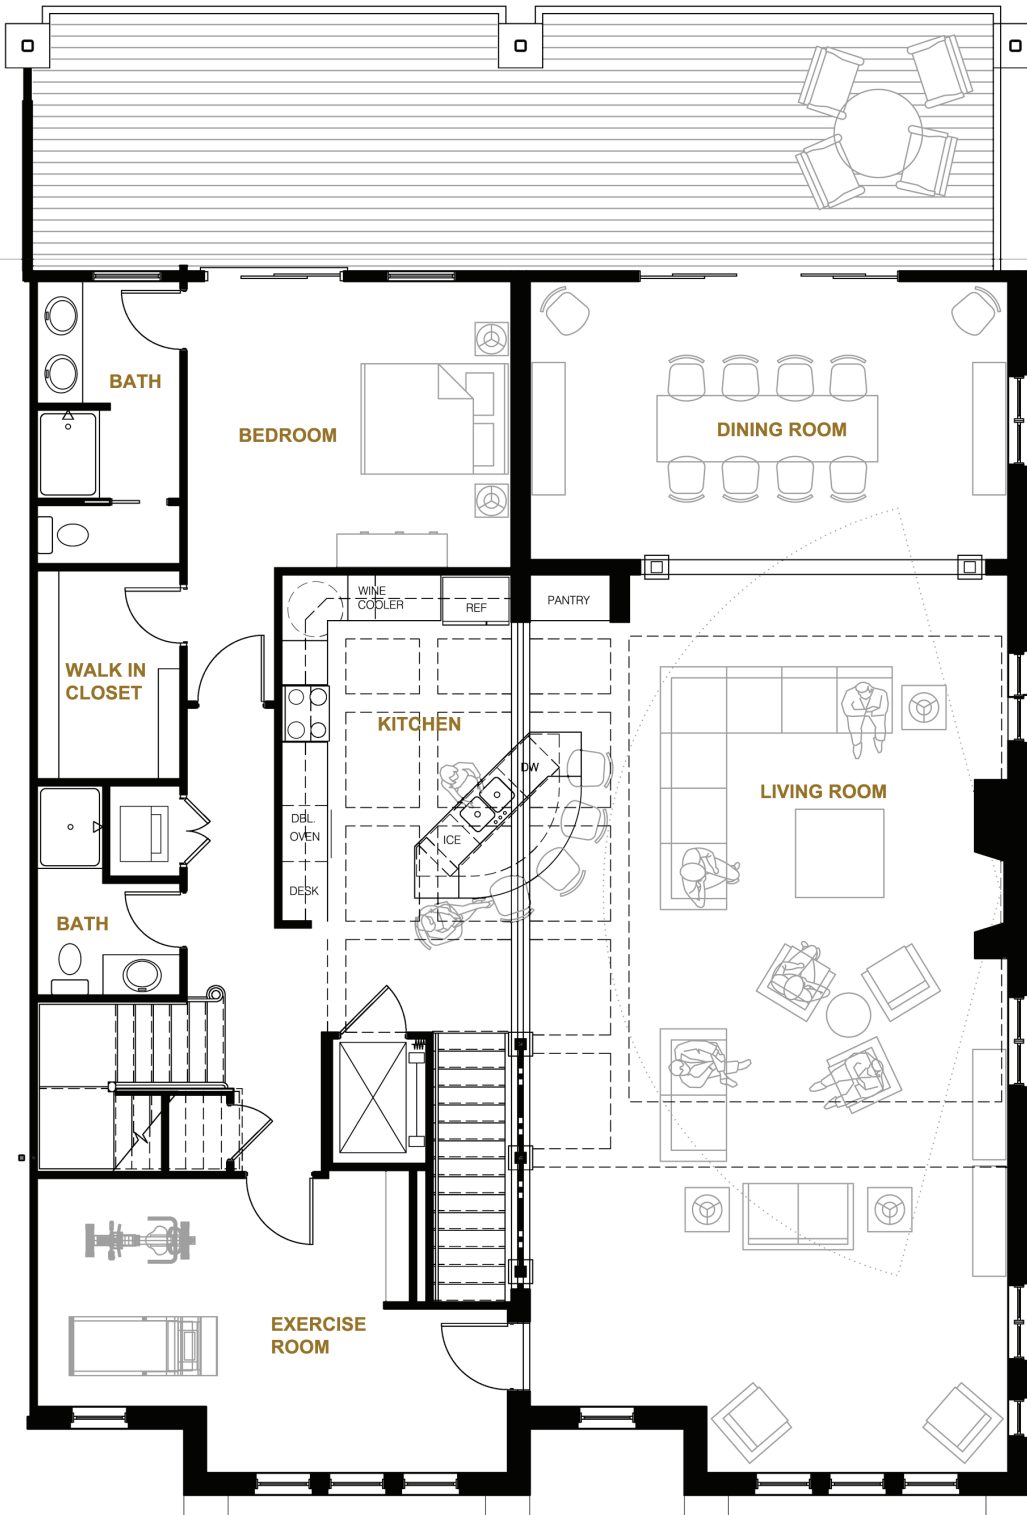 BATH
BEDROOM
DINING ROOM
WINE
COOLER
REF
PANTRY
WALK IN
CLOSET
KITCHEN
DW
LIVING ROOM
DBL.
OVEN
ICE
DESK
BATH
EXERCISE
ROOM